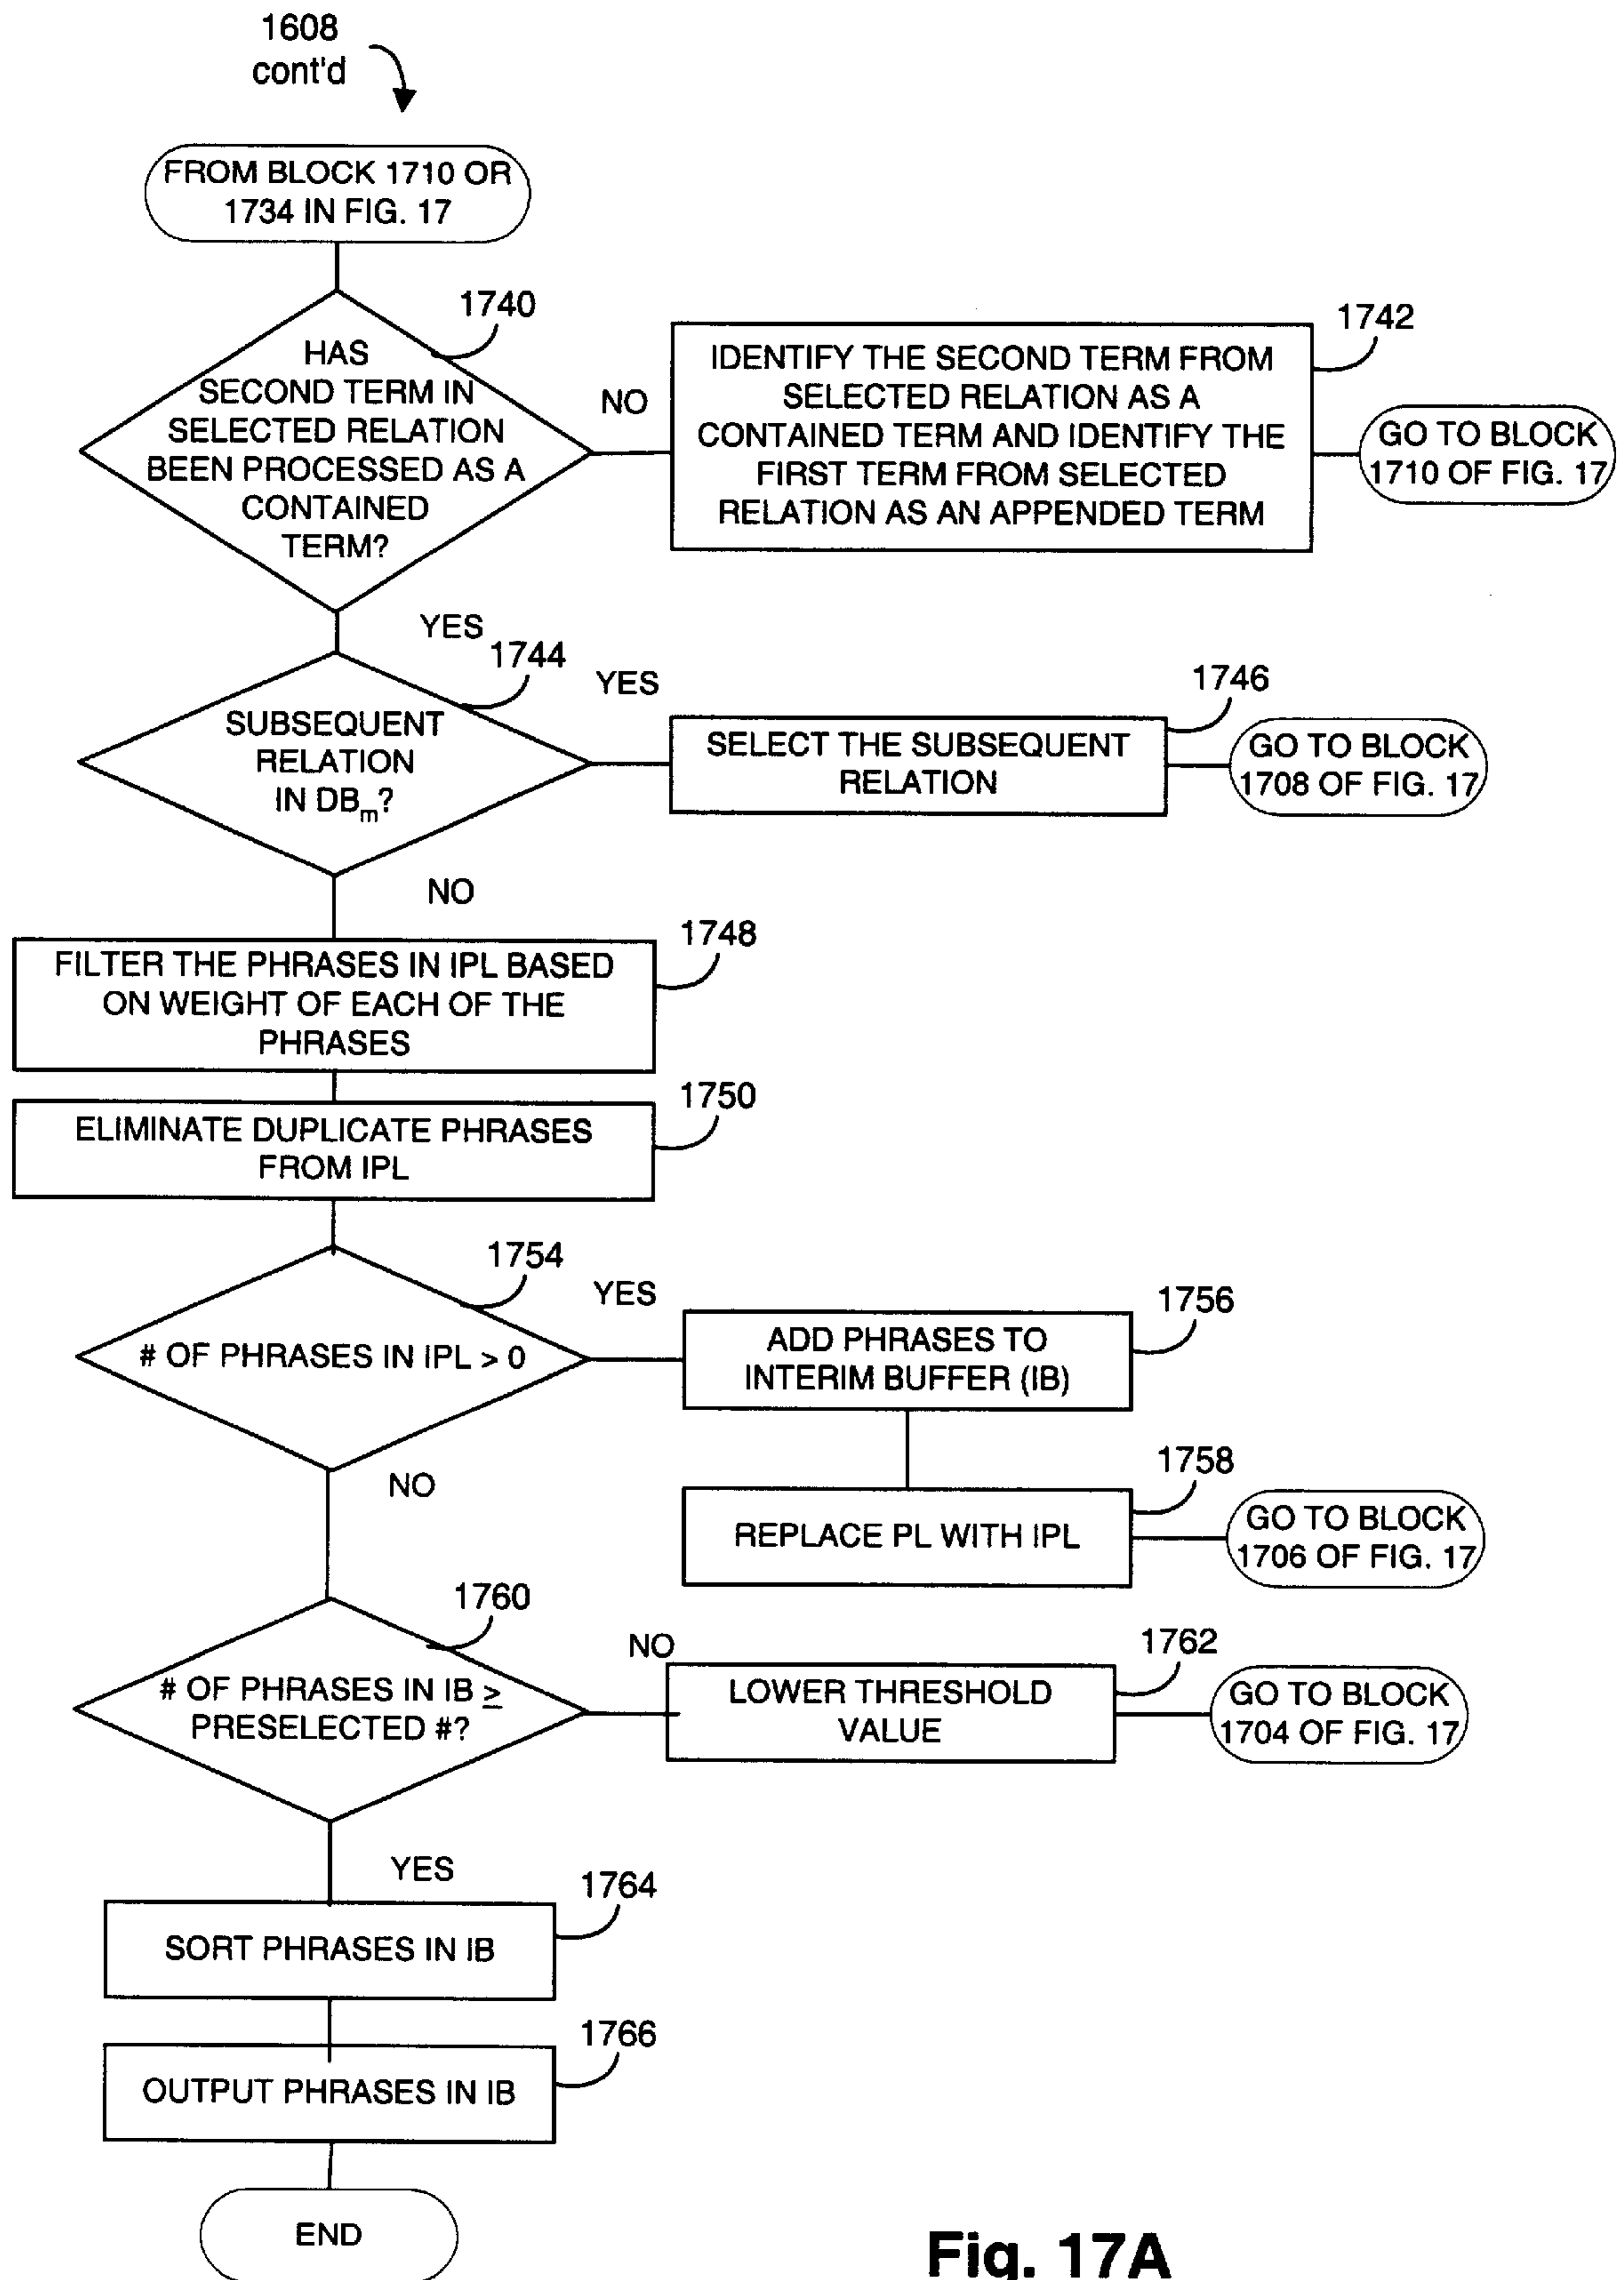 1608
cont'd
FROM BLOCK 1710 OR
1734 IN FIG. 17
1740
HAS
SECOND TERM IN
SELECTED RELATION
BEEN PROCESSED AS A
CONTAINED
TERM?
NO
1742
IDENTIFY THE SECOND TERM FROM
SELECTED RELATION AS A
CONTAINED TERM AND IDENTIFY THE
FIRST TERM FROM SELECTED
RELATION AS AN APPENDED TERM
GO TO BLOCK
1710 OF FIG. 17
YES
1744
SUBSEQUENT
RELATION
IN DBm?
YES
1746
SELECT THE SUBSEQUENT
RELATION
GO TO BLOCK
1708 OF FIG. 17
NO
1748
FILTER THE PHRASES IN IPL BASED
ON WEIGHT OF EACH OF THE
PHRASES
1750
ELIMINATE DUPLICATE PHRASES
FROM IPL
1754
# OF PHRASES IN IPL > 0
YES
1756
ADD PHRASES TO
INTERIM BUFFER (IB)
1758
REPLACE PL WITH IPL
GO TO BLOCK
1706 OF FIG. 17
NO
1760
# OF PHRASES IN IB ≥
PRESELECTED #?
NO
1762
LOWER THRESHOLD
VALUE
GO TO BLOCK
1704 OF FIG. 17
YES
1764
SORT PHRASES IN IB
1766
OUTPUT PHRASES IN IB
END
Fig. 17A